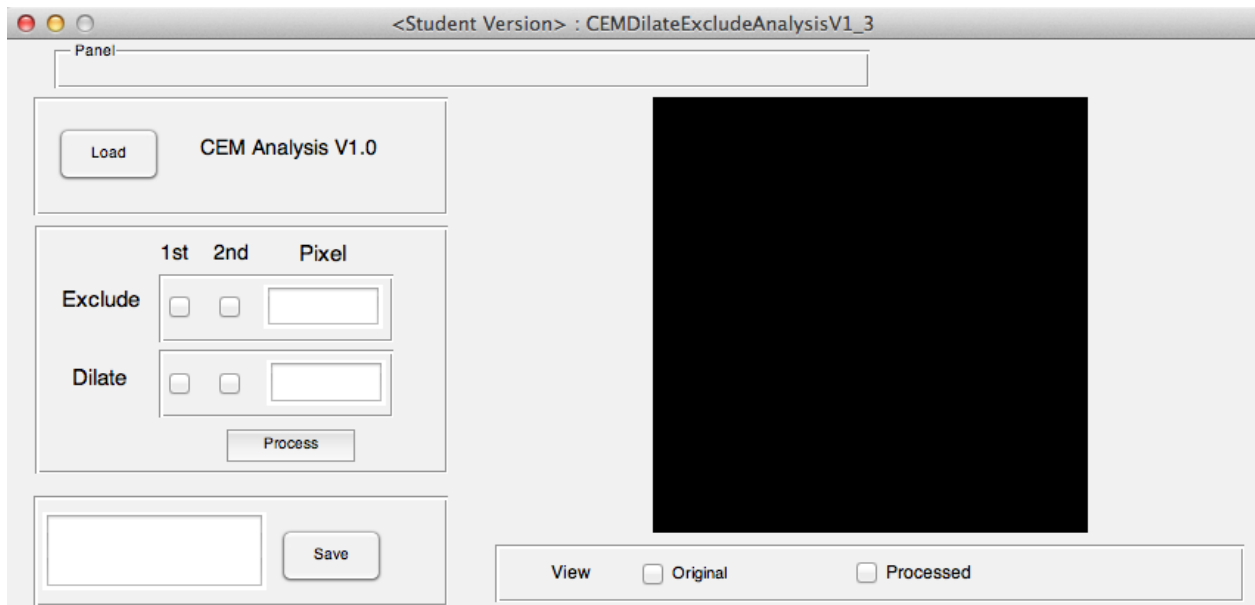 <Student Version> : CEMDilateExcludeAnalysisV1_3
Panel
Load
CEM Analysis V1.0
1st 2nd Pixel
Exclude
Dilate
Process
Save
View Original Processed